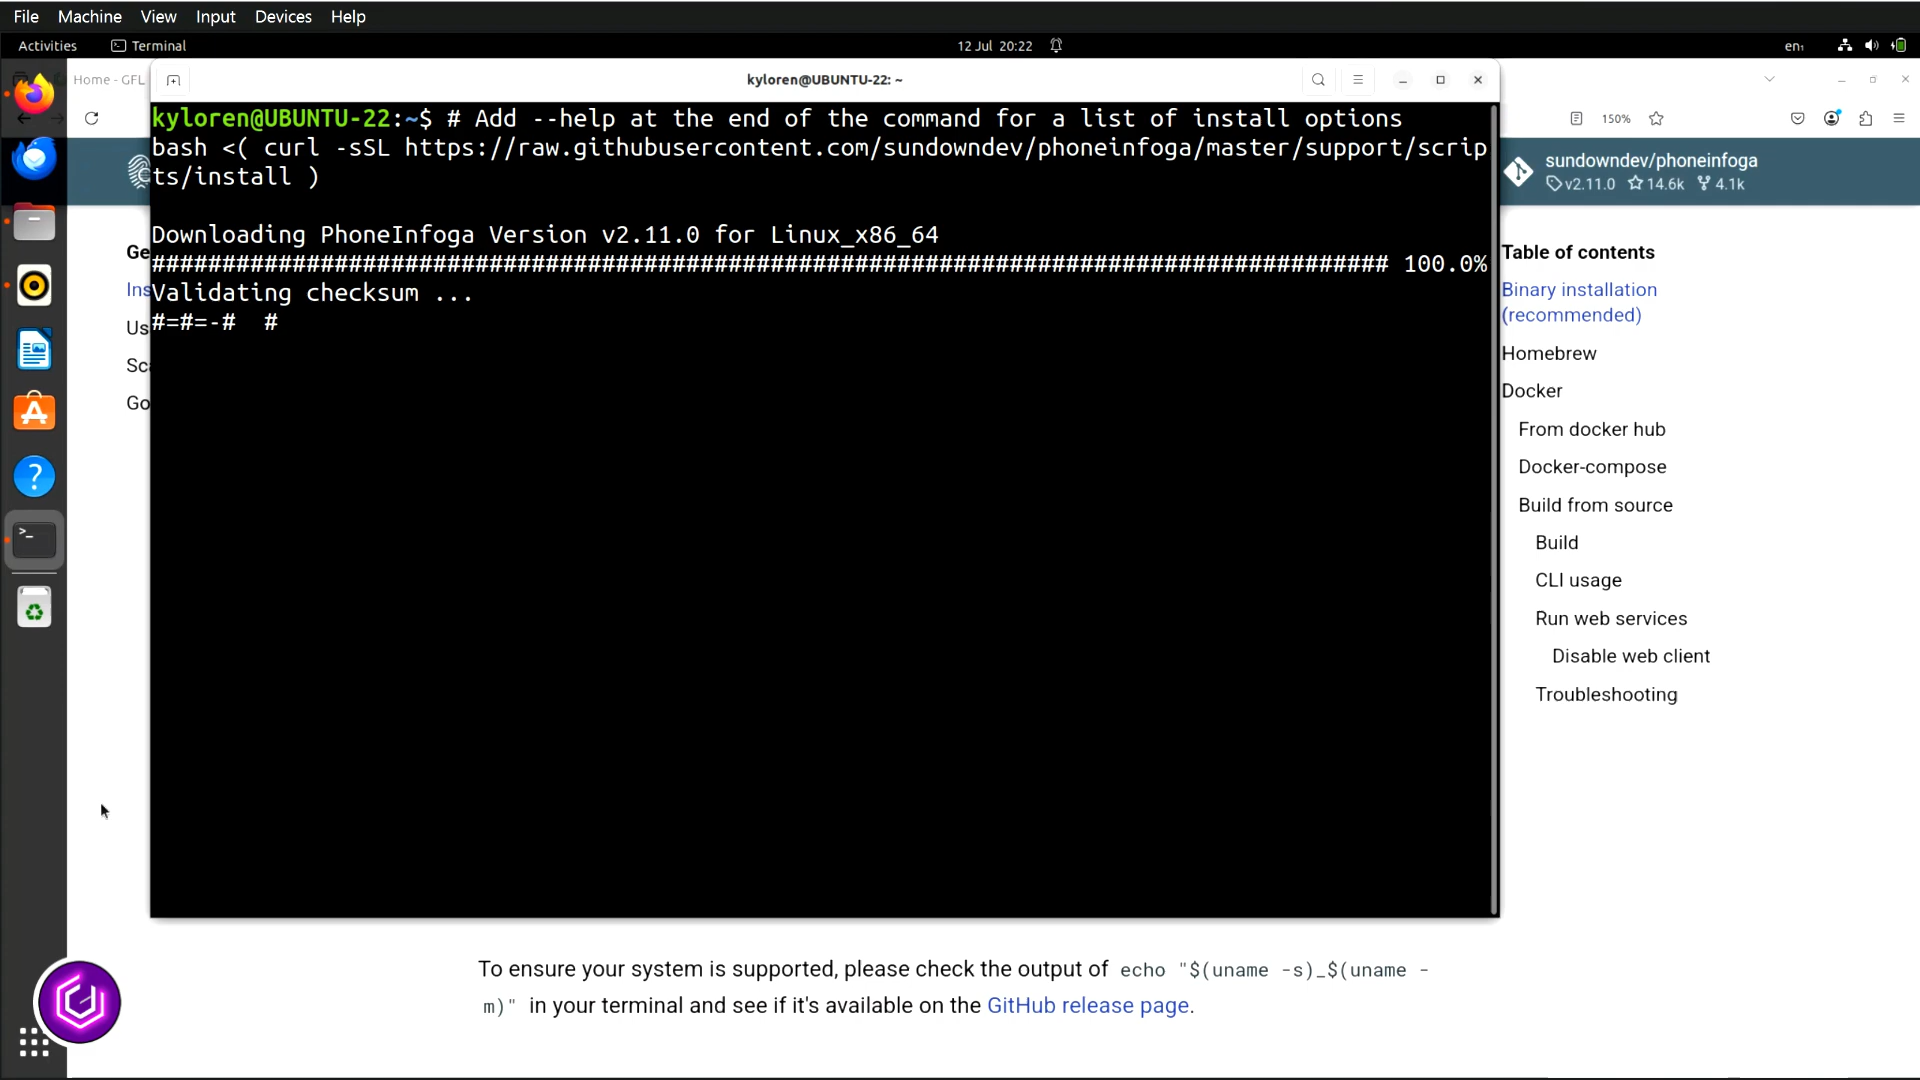 File Machine View Input Devices Help
Activities Terminal 12 Jul 20:22 en₁
Home - GFL
kyloren@UBUNTU-22: ~
150%
kyloren@UBUNTU-22:~$ # Add --help at the end of the command for a list of install options
bash <( curl -sSL https://raw.githubusercontent.com/sundowndev/phoneinfoga/master/support/scrip
ts/install )
Downloading PhoneInfoga Version v2.11.0 for Linux_x86_64
####################################################################################### 100.0%
Validating checksum ...
#=#=-#  #
Ge
Ins
Us
Sca
Go
sundowndev/phoneinfoga
v2.11.0 14.6k 4.1k
Table of contents
Binary installation
(recommended)
Homebrew
Docker
From docker hub
Docker-compose
Build from source
Build
CLI usage
Run web services
Disable web client
Troubleshooting
To ensure your system is supported, please check the output of echo "$(uname -s)_$(uname -
m)" in your terminal and see if it's available on the GitHub release page.